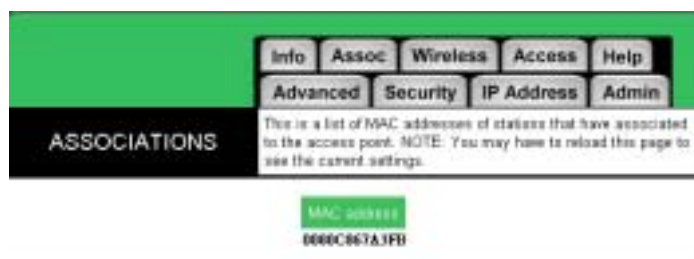 Info Assoc Wireless Access Help
Advanced Security IP Address Admin
ASSOCIATIONS
This is a list of MAC addresses of stations that have associated
to the access point. NOTE: You may have to reload this page to
see the current settings.
MAC address
0080C867A3FB